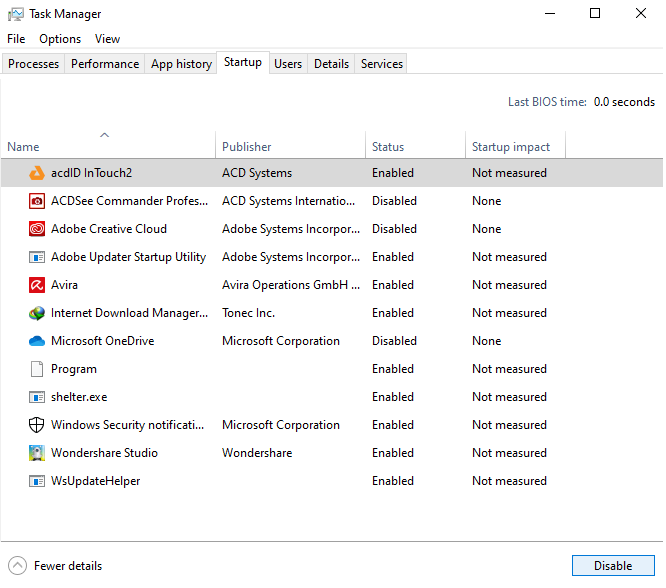 Task Manager
File Options View
Processes Performance App history Startup Users Details Services
Last BIOS time: 0.0 seconds
Name Publisher Status Startup impact
acdID InTouch2 ACD Systems Enabled Not measured
ACDSee Commander Profes... ACD Systems Internatio... Disabled None
Adobe Creative Cloud Adobe Systems Incorpor... Disabled None
Adobe Updater Startup Utility Adobe Systems Incorpor... Enabled Not measured
Avira Avira Operations GmbH ... Enabled Not measured
Internet Download Manager... Tonec Inc. Enabled Not measured
Microsoft OneDrive Microsoft Corporation Disabled None
Program Enabled Not measured
shelter.exe Enabled Not measured
Windows Security notificati... Microsoft Corporation Enabled Not measured
Wondershare Studio Wondershare Enabled Not measured
WsUpdateHelper Enabled Not measured
Fewer details Disable